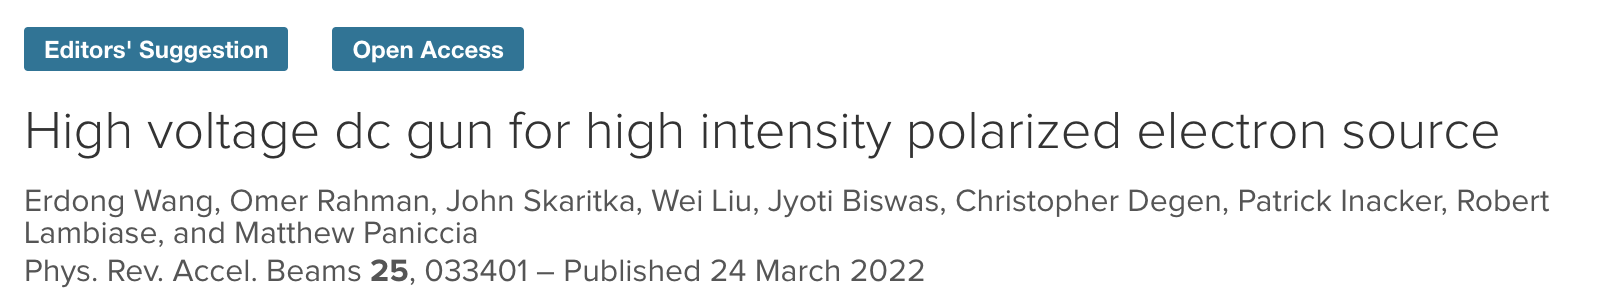 Editors' Suggestion Open Access
High voltage dc gun for high intensity polarized electron source
Erdong Wang, Omer Rahman, John Skaritka, Wei Liu, Jyoti Biswas, Christopher Degen, Patrick Inacker, Robert
Lambiase, and Matthew Paniccia
Phys. Rev. Accel. Beams 25, 033401 – Published 24 March 2022